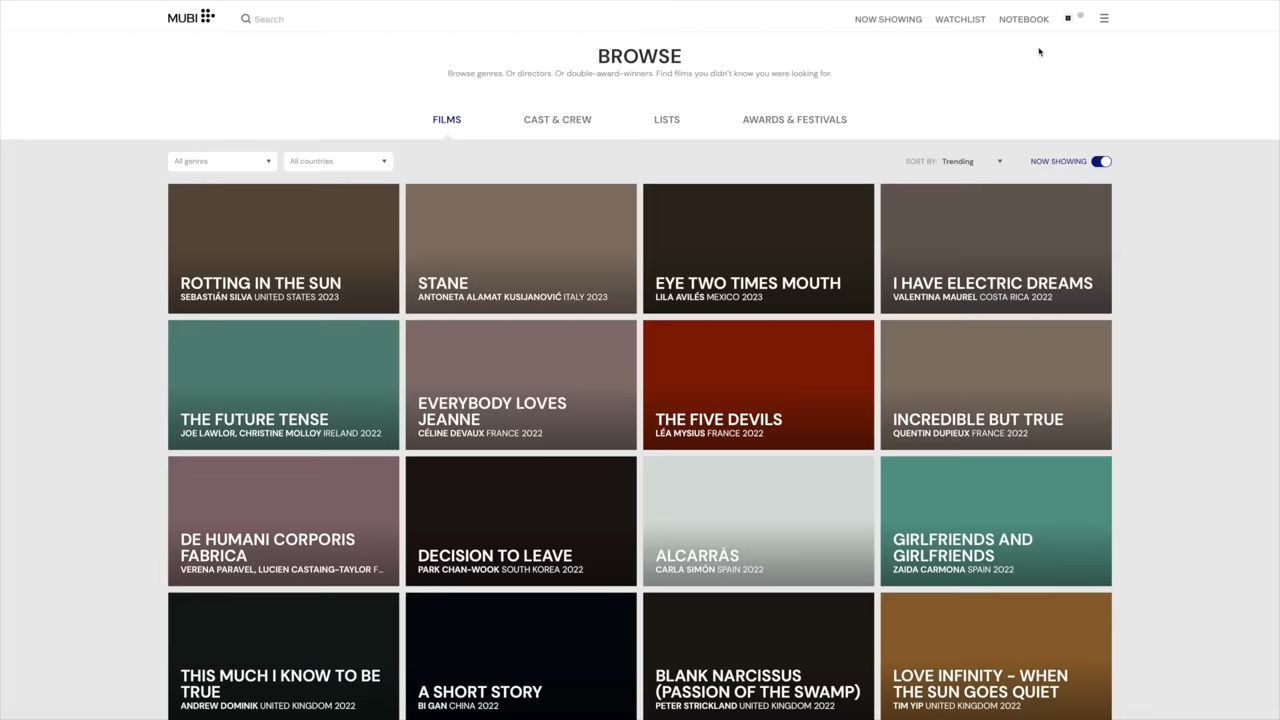 MUBI
Search
NOW SHOWING WATCHLIST NOTEBOOK
BROWSE
Browse genres. Or directors. Or double-award-winners. Find films you didn't know you were looking for.
FILMS CAST & CREW LISTS AWARDS & FESTIVALS
All genres All countries SORT BY: Trending NOW SHOWING
ROTTING IN THE SUN
SEBASTIÁN SILVA UNITED STATES 2023
STANE
ANTONETA ALAMAT KUSIJANOVIĆ ITALY 2023
EYE TWO TIMES MOUTH
LILA AVILÉS MEXICO 2023
I HAVE ELECTRIC DREAMS
VALENTINA MAUREL COSTA RICA 2022
THE FUTURE TENSE
JOE LAWLOR, CHRISTINE MOLLOY IRELAND 2022
EVERYBODY LOVES
JEANNE
CÉLINE DEVAUX FRANCE 2022
THE FIVE DEVILS
LÉA MYSIUS FRANCE 2022
INCREDIBLE BUT TRUE
QUENTIN DUPIEUX FRANCE 2022
DE HUMANI CORPORIS
FABRICA
VERENA PARAVEL, LUCIEN CASTAING-TAYLOR F...
DECISION TO LEAVE
PARK CHAN-WOOK SOUTH KOREA 2022
ALCARRÀS
CARLA SIMÓN SPAIN 2022
GIRLFRIENDS AND
GIRLFRIENDS
ZAIDA CARMONA SPAIN 2022
THIS MUCH I KNOW TO BE
TRUE
ANDREW DOMINIK UNITED KINGDOM 2022
A SHORT STORY
BI GAN CHINA 2022
BLANK NARCISSUS
(PASSION OF THE SWAMP)
PETER STRICKLAND UNITED KINGDOM 2022
LOVE INFINITY - WHEN
THE SUN GOES QUIET
TIM YIP UNITED KINGDOM 2022